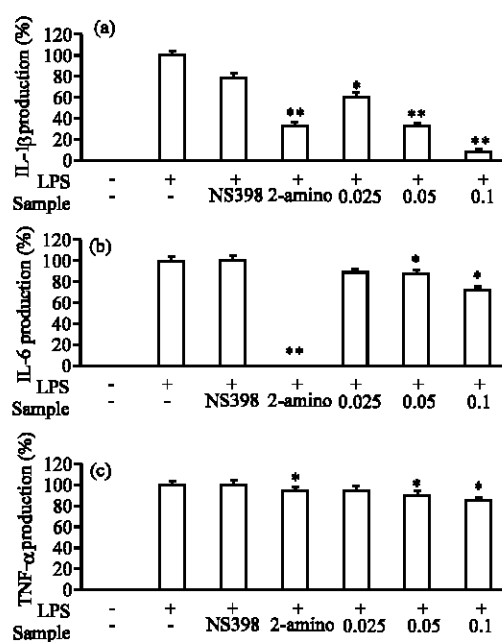 (a)
IL-1β production (%)
120
100
80
60
40
20
0
* 
** ** **
LPS - + + + + + +
Sample - - NS398 2-amino 0.025 0.05 0.1
(b)
IL-6 production (%)
120
100
80
60
40
20
0
** * *
LPS - + + + + + +
Sample - - NS398 2-amino 0.025 0.05 0.1
(c)
TNF-α production (%)
120
100
80
60
40
20
0
* * *
LPS - + + + + + +
Sample - - NS398 2-amino 0.025 0.05 0.1